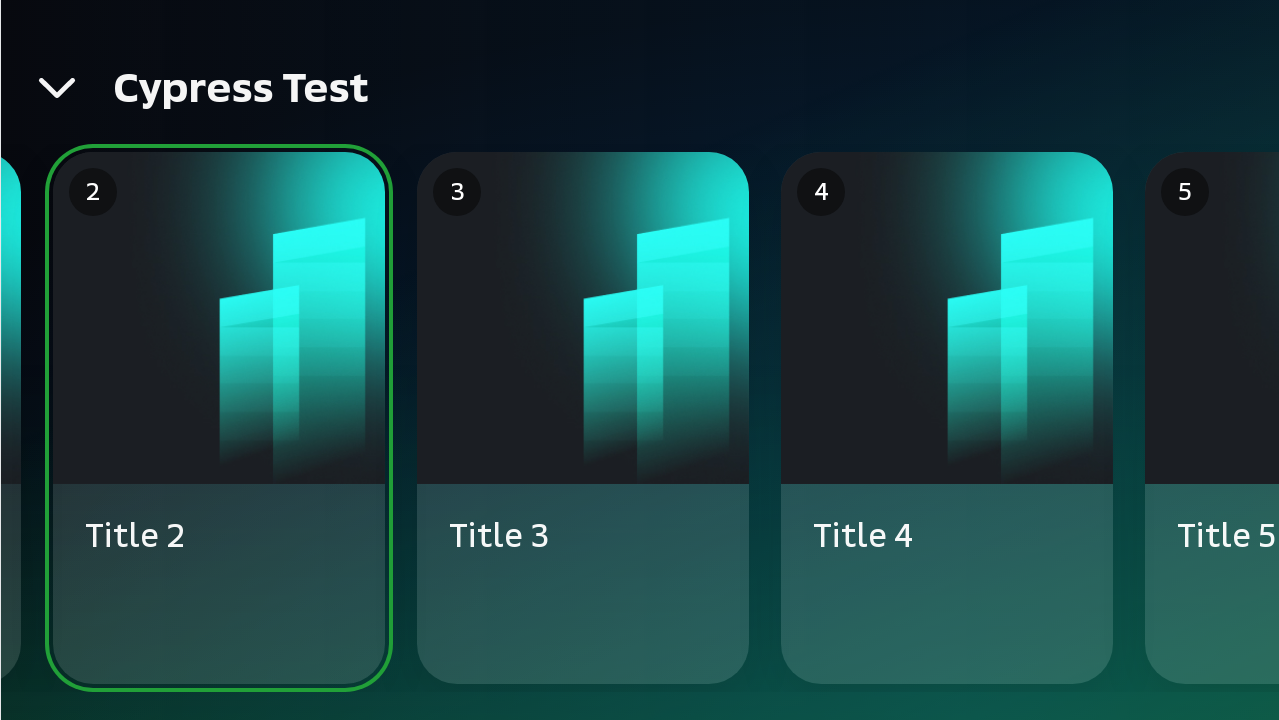 Cypress Test
2
3
4
5
Title 2
Title 3
Title 4
Title 5